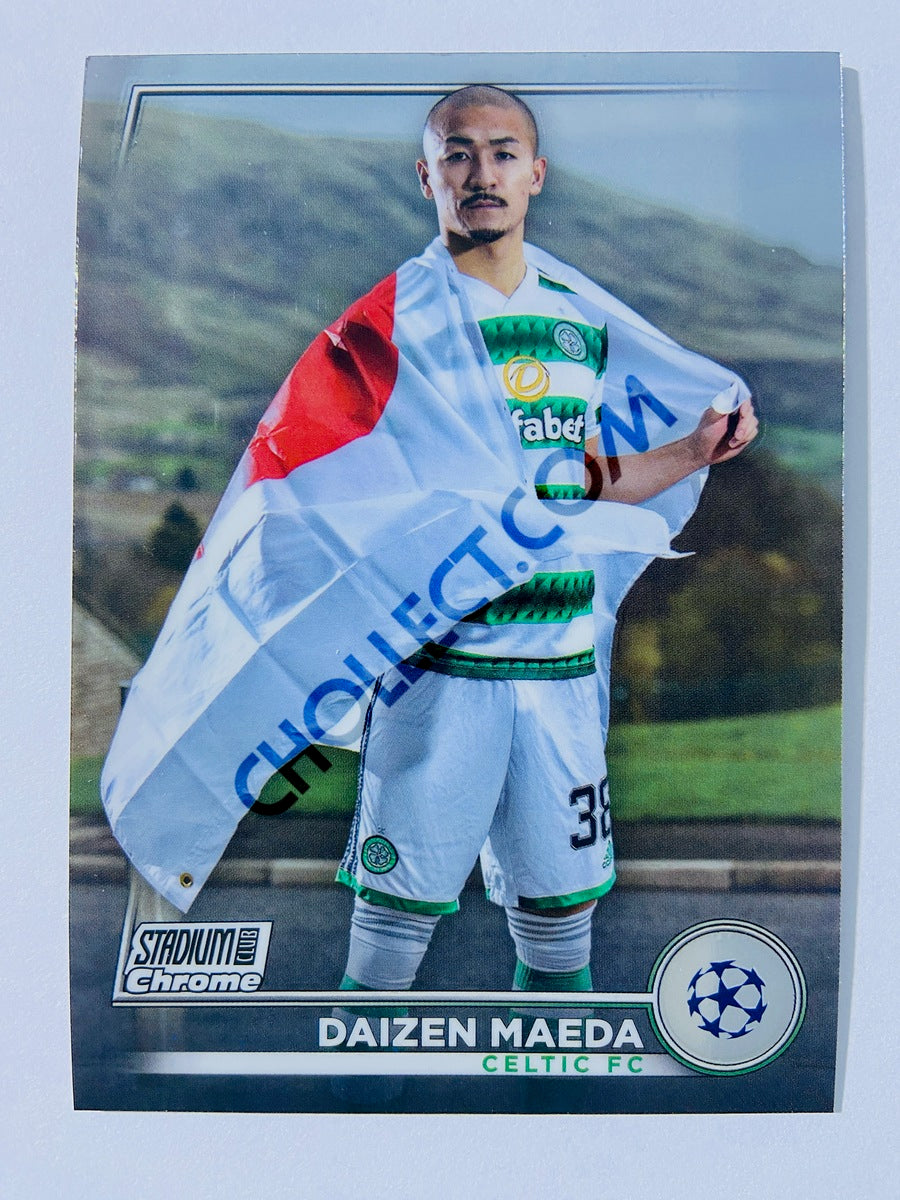 fabet
CHOLLECT.COM
38
STADIUM CLUB
Chrome
DAIZEN MAEDA
CELTIC FC